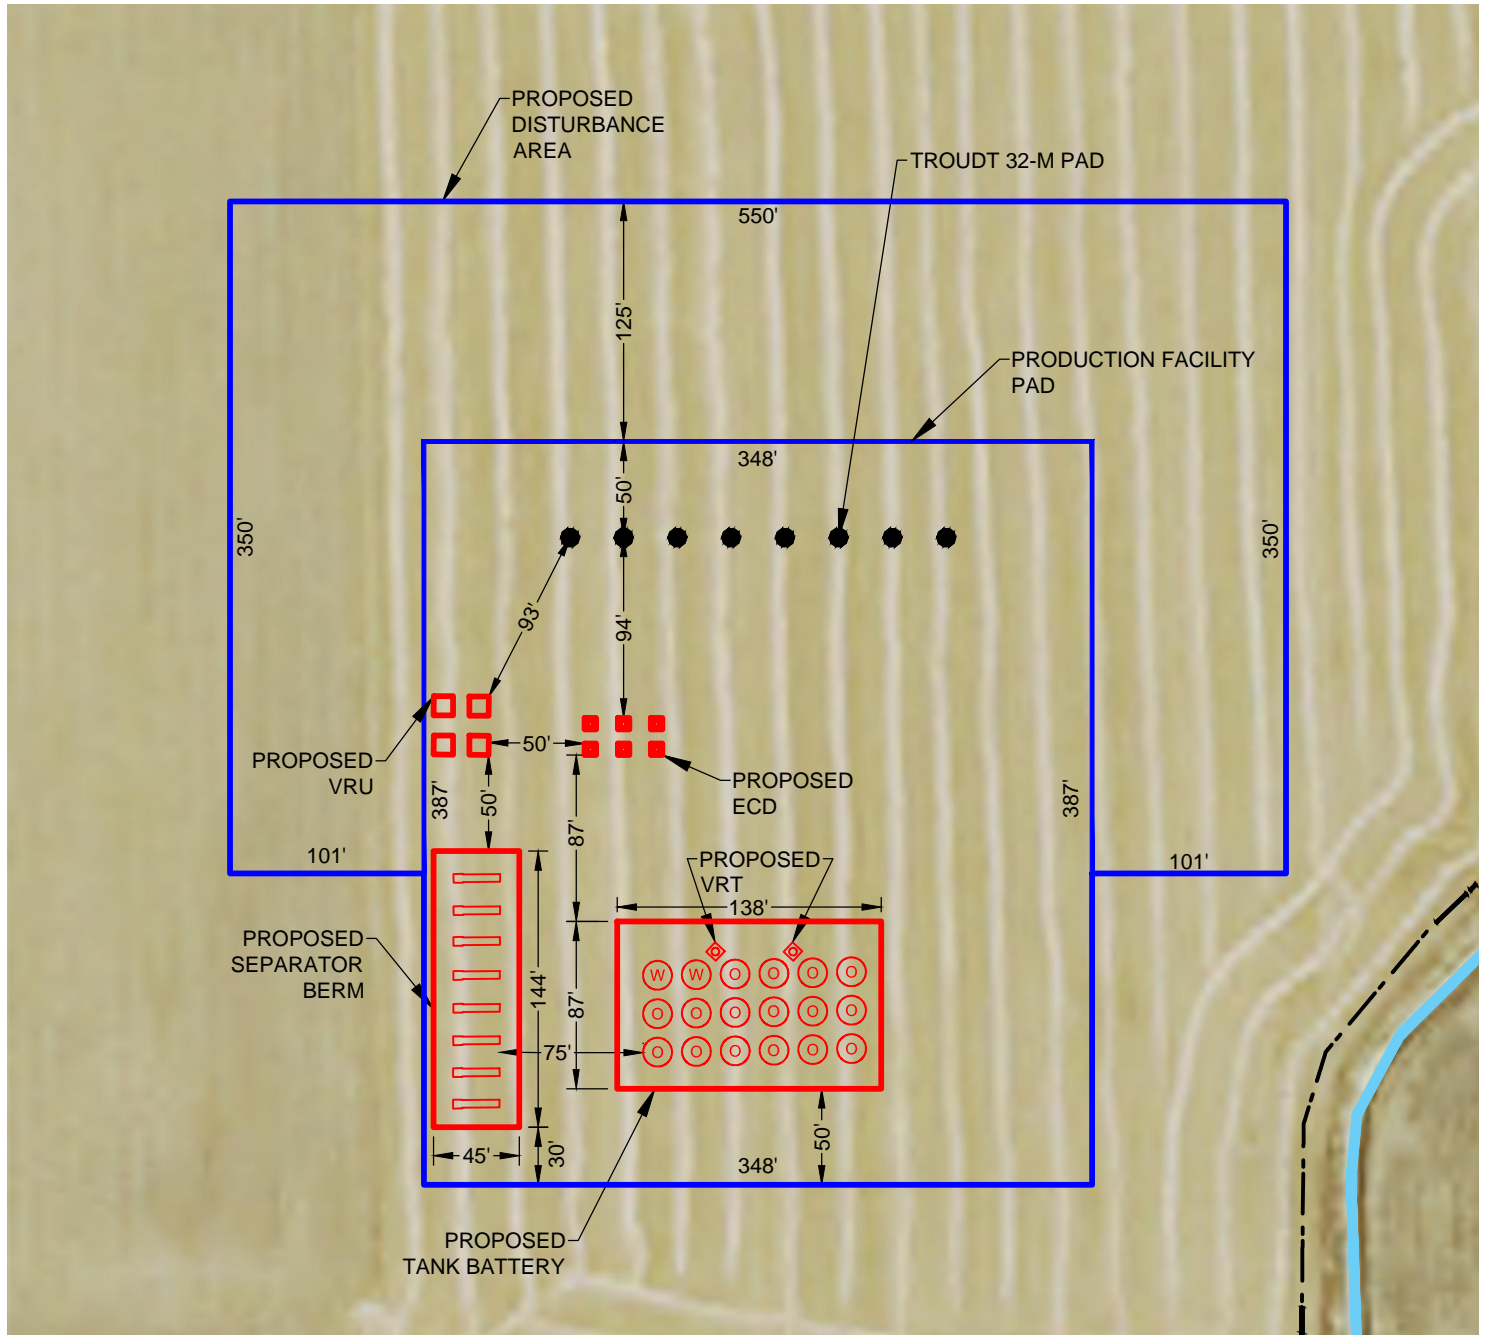 PROPOSED
DISTURBANCE
AREA
TROUDT 32-M PAD
550'
125'
PRODUCTION FACILITY
PAD
348'
50'
350'
350'
93'
94'
PROPOSED
VRU
50'
PROPOSED
ECD
387'
50'
387'
87'
101'
101'
PROPOSED
VRT
138'
PROPOSED
SEPARATOR
BERM
144'
87'
W W O O O O
O O O O O O
O O O O O O
75'
45'
30'
50'
348'
PROPOSED
TANK BATTERY